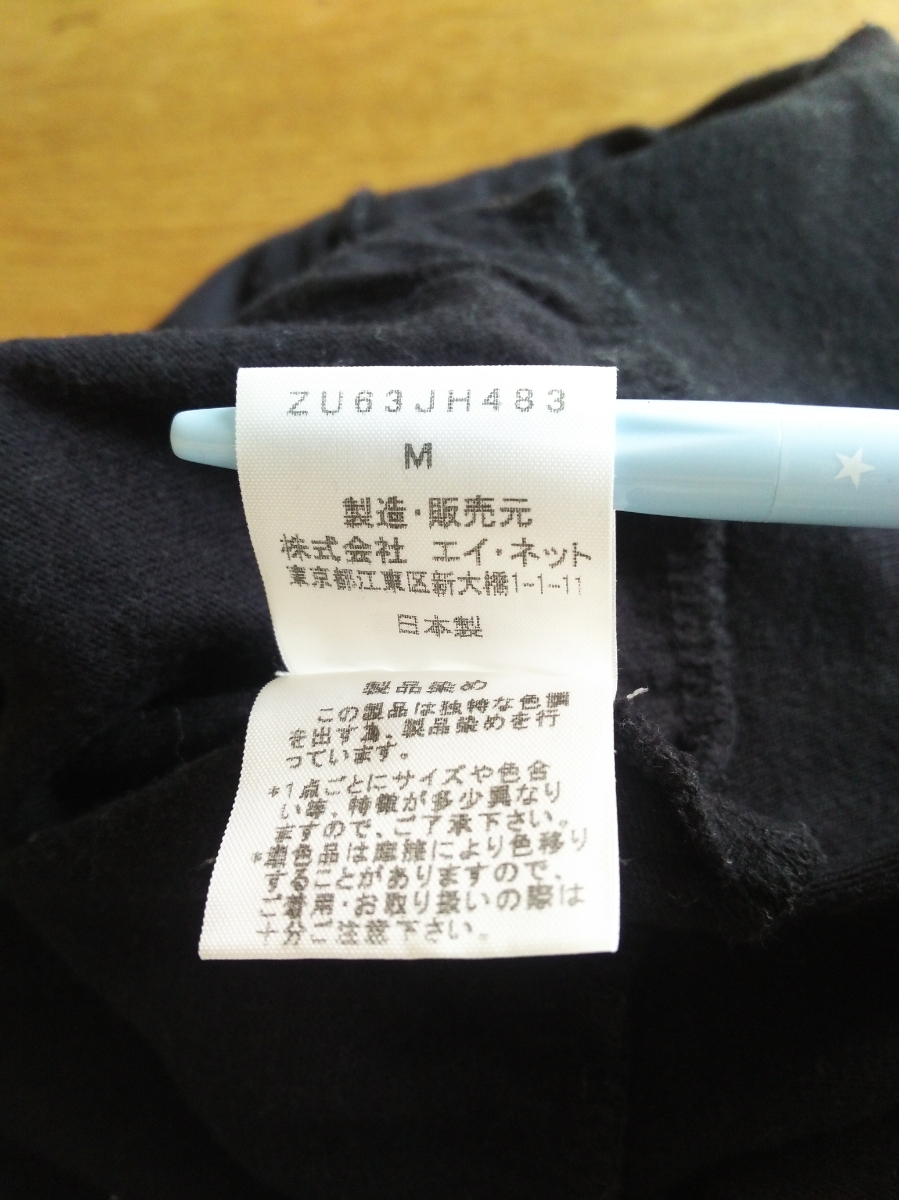 ZU63JH483
M
製造・販売元
株式会社 エイ・ネット
東京都江東区新大橋1-1-11
日本製
製品染め
この製品は独特な色調
を出す為、製品染めを行
っています。
*1点ごとにサイズや色合
い等、特徴が多少異なり
ますので、ご了承下さい。
*濃色品は摩擦により色移り
することがありますので、
ご着用・お取り扱いの際は
十分ご注意下さい。